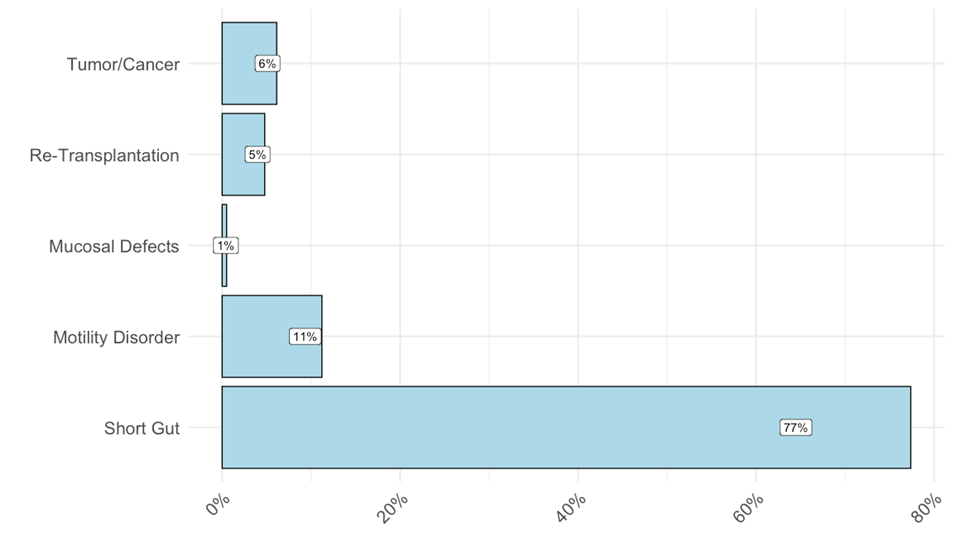 Tumor/Cancer
6%
Re-Transplantation
5%
Mucosal Defects
1%
Motility Disorder
11%
Short Gut
77%
0%
20%
40%
60%
80%